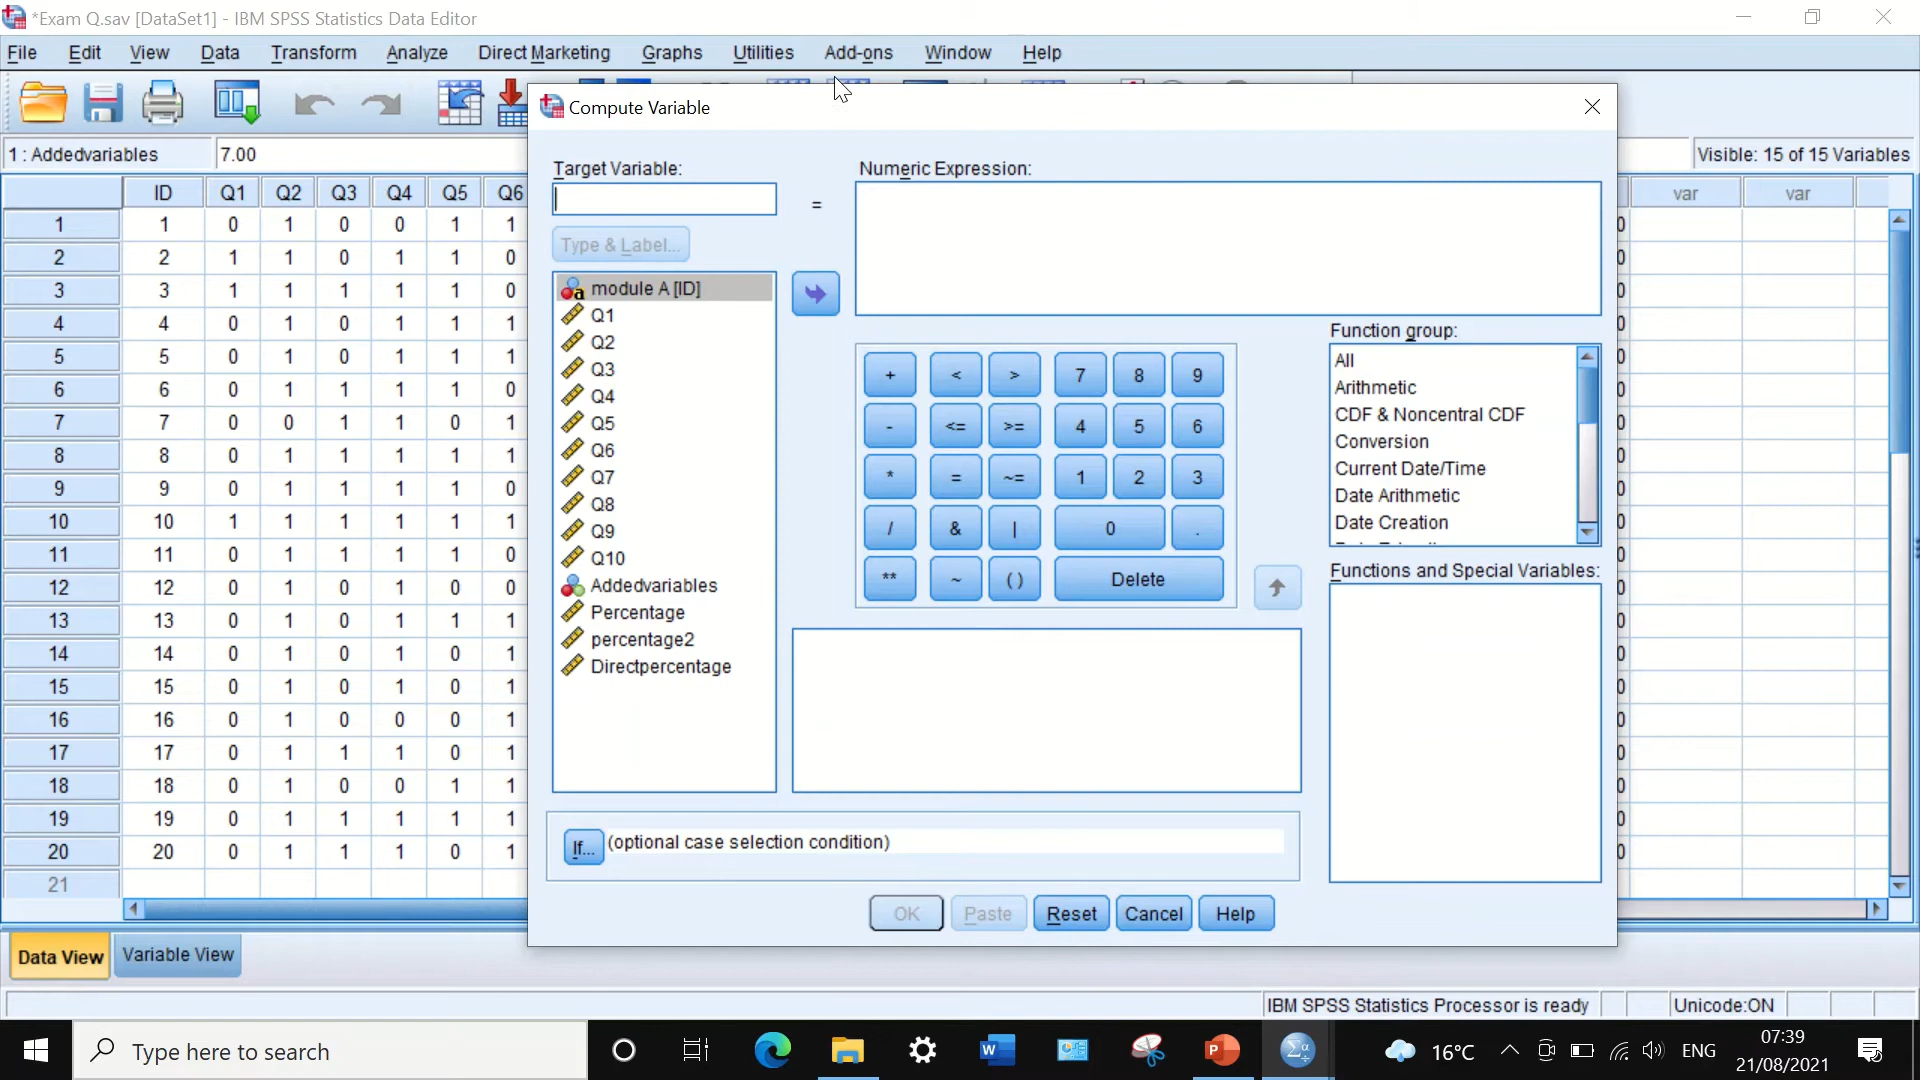 *Exam Q.sav [DataSet1] - IBM SPSS Statistics Data Editor
File Edit View Data Transform Analyze Direct Marketing Graphs Utilities Add-ons Window Help
Compute Variable
1 : Addedvariables 7.00 Visible: 15 of 15 Variables
Target Variable: Numeric Expression:
ID Q1 Q2 Q3 Q4 Q5 Q6 var var
=
Type & Label...
1 1 0 1 0 0 1 1
2 2 1 1 0 1 1 0
3 3 1 1 1 1 1 0
4 4 0 1 0 1 1 1
5 5 0 1 0 1 1 1
6 6 0 1 1 1 1 0
7 7 0 0 1 1 0 1
8 8 0 1 1 1 1 1
9 9 0 1 1 1 1 0
10 10 1 1 1 1 1 1
11 11 0 1 1 1 1 0
12 12 0 1 0 1 0 0
13 13 0 1 0 1 1 1
14 14 0 1 0 1 0 1
15 15 0 1 0 1 0 1
16 16 0 1 0 0 0 1
17 17 0 1 1 1 0 1
18 18 0 1 0 0 1 1
19 19 0 1 1 1 1 1
20 20 0 1 1 1 0 1
21
module A [ID]
Q1
Q2
Q3
Q4
Q5
Q6
Q7
Q8
Q9
Q10
Addedvariables
Percentage
percentage2
Directpercentage
+ < > 7 8 9
- <= >= 4 5 6
* = ~= 1 2 3
/ & | 0 .
** ~ ( ) Delete
Function group:
All
Arithmetic
CDF & Noncentral CDF
Conversion
Current Date/Time
Date Arithmetic
Date Creation
Functions and Special Variables:
If... (optional case selection condition)
OK Paste Reset Cancel Help
Data View Variable View
IBM SPSS Statistics Processor is ready Unicode:ON
Type here to search
16°C ENG 07:39
21/08/2021